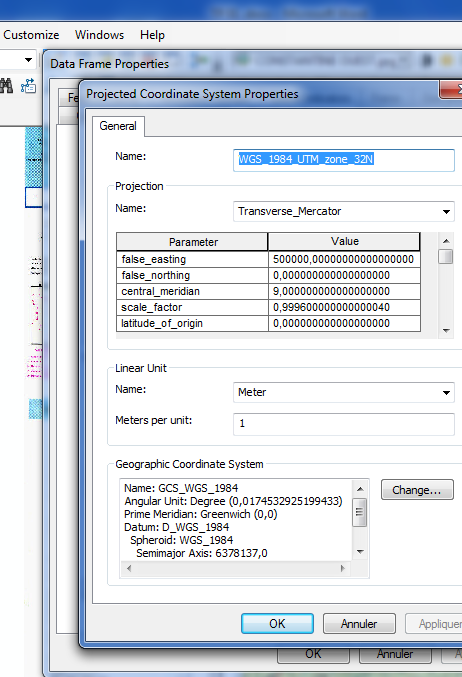 Customize Windows Help
Data Frame Properties
Projected Coordinate System Properties
Fe
General
Name: WGS_1984_UTM_zone_32N
Projection
Name: Transverse_Mercator
Parameter Value
false_easting 500000,00000000000000000
false_northing 0,000000000000000000
central_meridian 9,000000000000000000
scale_factor 0,999600000000000040
latitude_of_origin 0,000000000000000000
Linear Unit
Name: Meter
Meters per unit: 1
Geographic Coordinate System
Name: GCS_WGS_1984
Angular Unit: Degree (0,0174532925199433)
Prime Meridian: Greenwich (0,0)
Datum: D_WGS_1984
Spheroid: WGS_1984
Semimajor Axis: 6378137,0
Change...
OK Annuler Appliquer
OK Annuler A